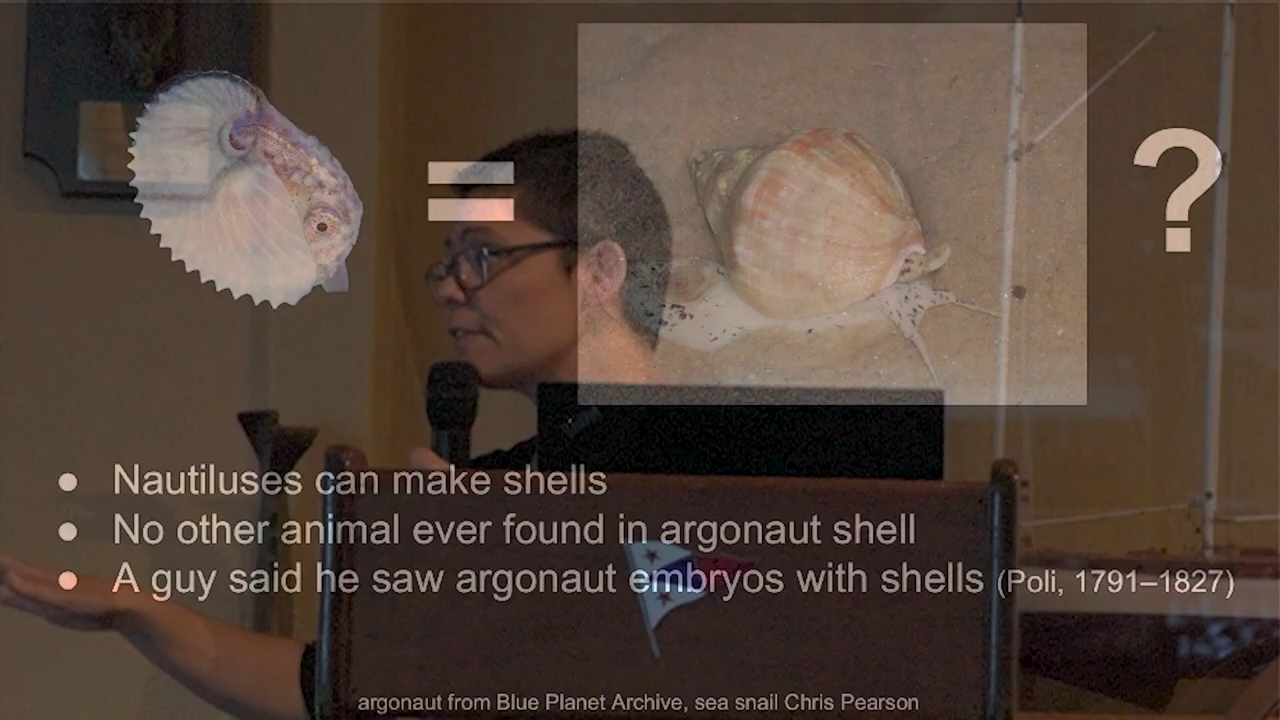 = ?
● Nautiluses can make shells
● No other animal ever found in argonaut shell
● A guy said he saw argonaut embryos with shells (Poli, 1791–1827)
argonaut from Blue Planet Archive, sea snail Chris Pearson